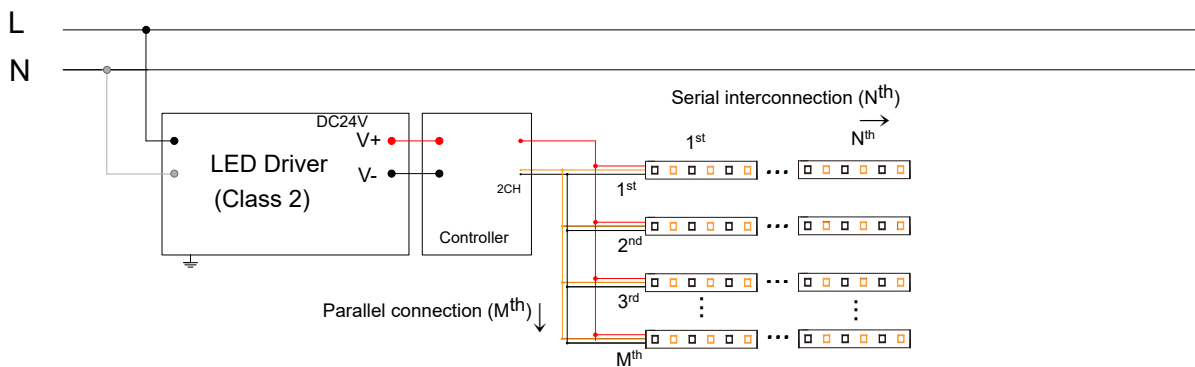 L
N
Serial interconnection (Nth)
1st
Nth
DC24V
V+
LED Driver
(Class 2)
V-
2CH
Controller
1st
2nd
3rd
Parallel connection (Mth)
Mth